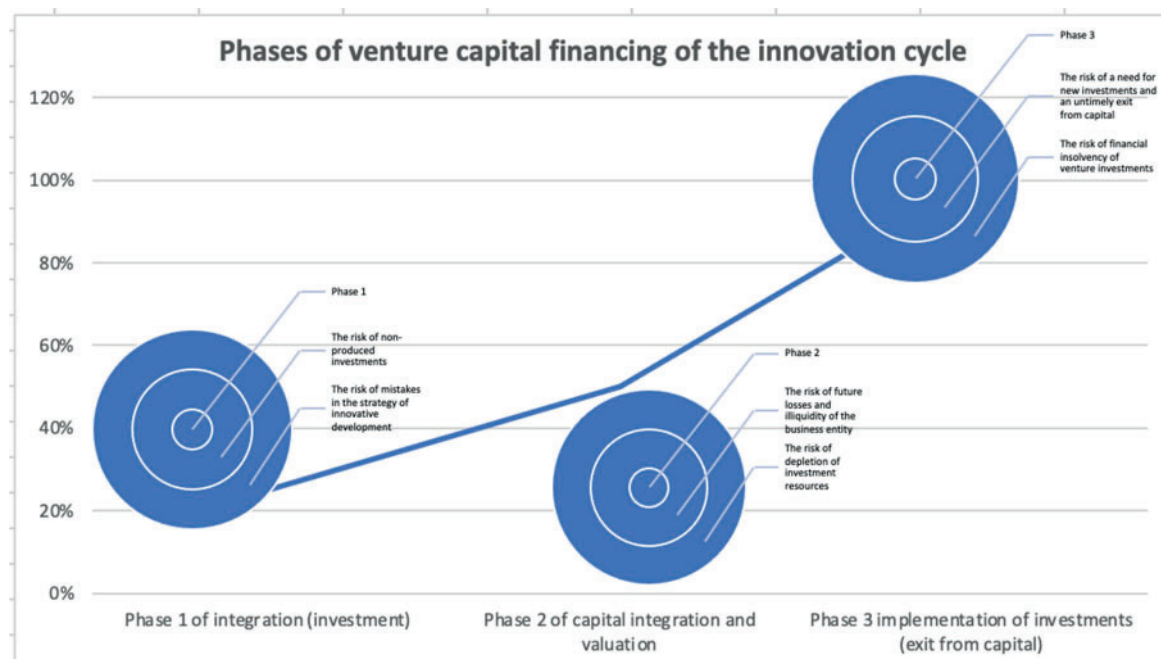 Phases of venture capital financing of the innovation cycle
120%
100%
80%
60%
40%
20%
0%
Phase 1
The risk of non-
produced
investments
The risk of mistakes
in the strategy of
innovative
development
Phase 2
The risk of future
losses and
illiquidity of the
business entity
The risk of
depletion of
investment
resources
Phase 3
The risk of a need for
new investments and
an untimely exit
from capital
The risk of financial
insolvency of
venture investments
Phase 1 of integration (investment)
Phase 2 of capital integration and
valuation
Phase 3 implementation of investments
(exit from capital)